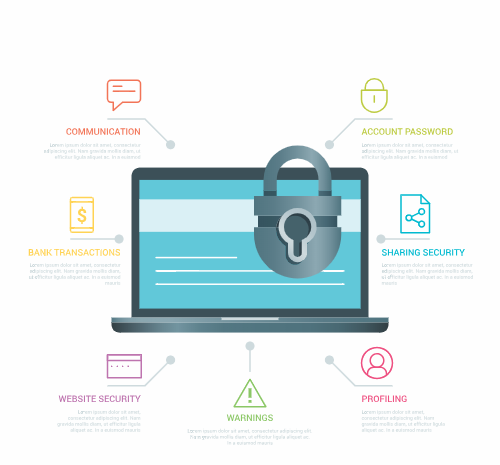 COMMUNICATION
Lorem ipsum dolor sit amet, consectetur
adipiscing elit. Nam gravida mollis diam, ut
efficitur ligula aliquet ac. In a euismod
ACCOUNT PASSWORD
Lorem ipsum dolor sit amet, consectetur
adipiscing elit. Nam gravida mollis diam, ut
efficitur ligula aliquet ac. In a euismod
$
BANK TRANSACTIONS
Lorem ipsum dolor sit amet, consectetur
adipiscing elit. Nam gravida mollis diam,
ut efficitur ligula aliquet ac. In a euismod
mauris
SHARING SECURITY
Lorem ipsum dolor sit amet, consectetur
adipiscing elit. Nam gravida mollis diam,
ut efficitur ligula aliquet ac. In a euismod
mauris
WEBSITE SECURITY
Lorem ipsum dolor sit amet,
consectetur adipiscing elit. Nam
gravida mollis diam, ut efficitur ligula
aliquet ac. In a euismod mauris
!
WARNINGS
Lorem ipsum dolor sit amet, consectetur adipiscing elit.
Nam gravida mollis diam, ut efficitur ligula aliquet ac.
In a euismod mauris
PROFILING
Lorem ipsum dolor sit amet,
consectetur adipiscing elit. Nam
gravida mollis diam, ut efficitur ligula
aliquet ac. In a euismod mauris